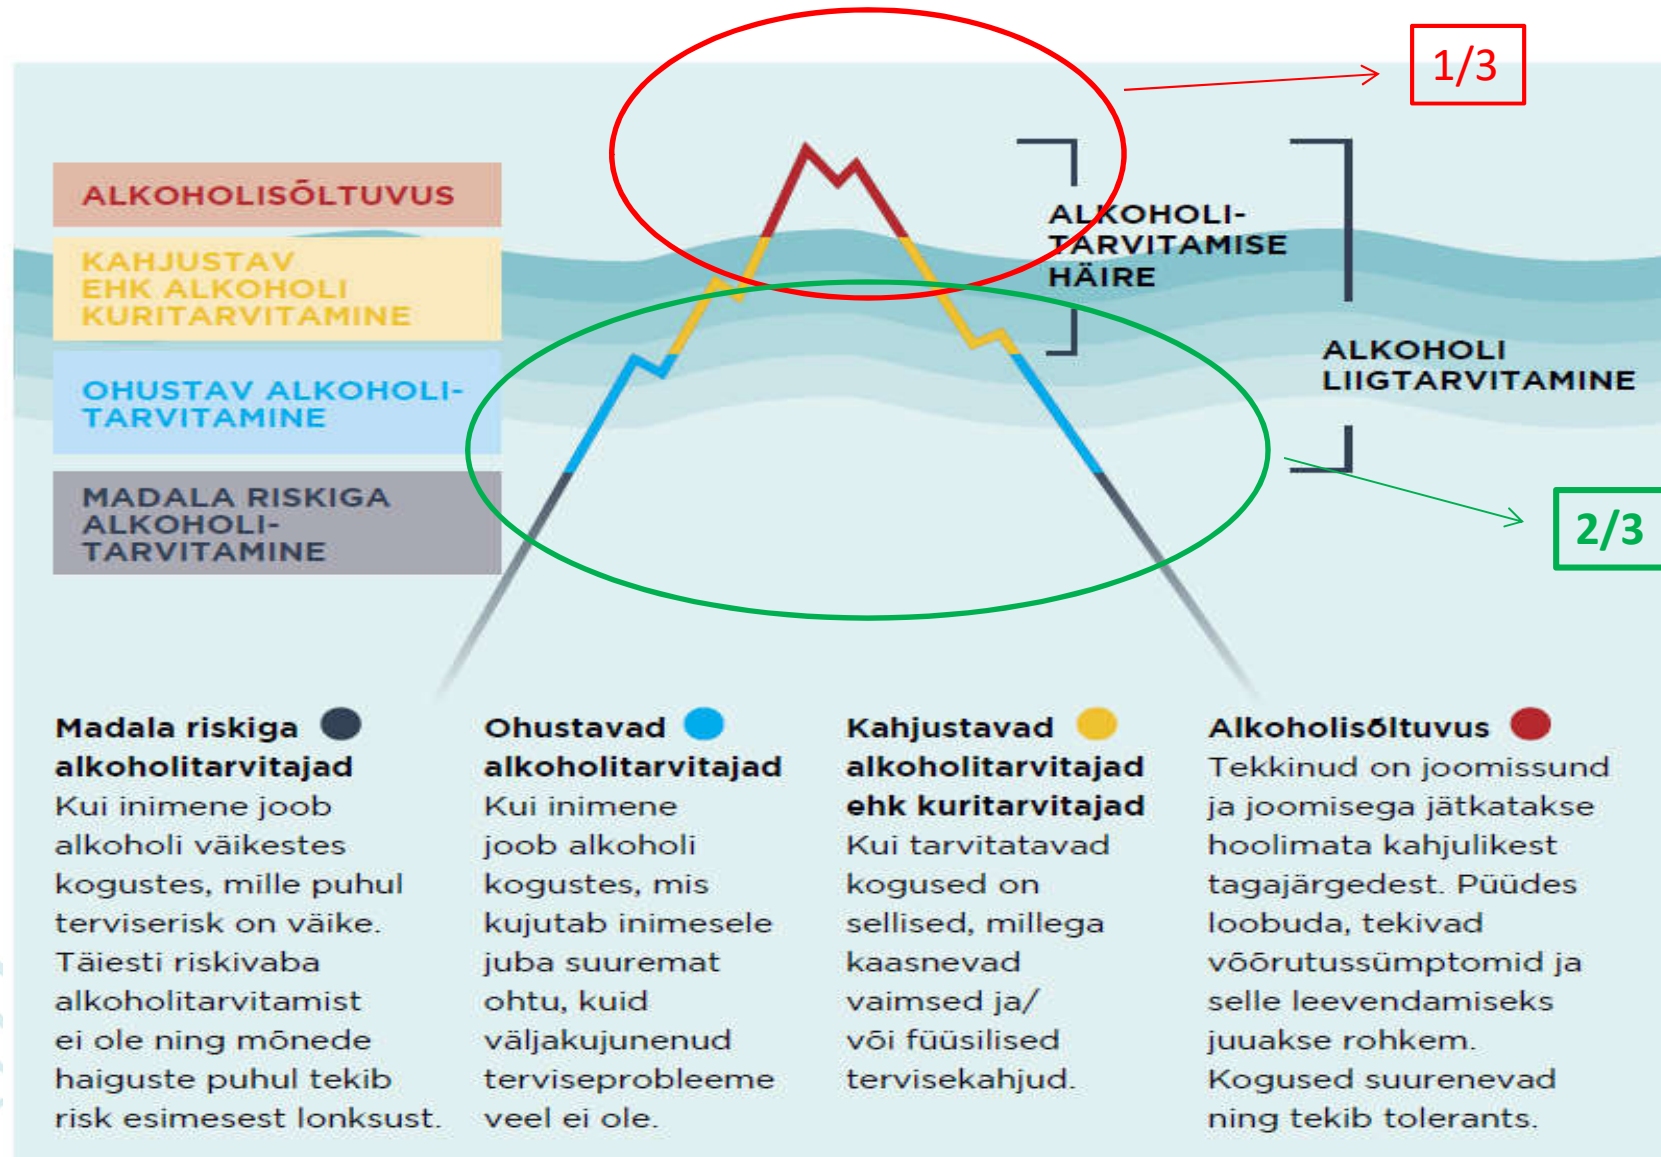 1/3
ALKOHOLISÕLTUVUS
KAHJUSTAV
EHK ALKOHOLI
KURITARVITAMINE
OHUSTAV ALKOHOLI-
TARVITAMINE
MADALA RISKIGA
ALKOHOLI-
TARVITAMINE
ALKOHOLI-
TARVITAMISE
HÄIRE
ALKOHOLI
LIIGTARVITAMINE
2/3
Madala riskiga
alkoholitarvitajad
Kui inimene joob
alkoholi väikestes
kogustes, mille puhul
terviserisk on väike.
Täiesti riskivaba
alkoholitarvitamist
ei ole ning mõnede
haiguste puhul tekib
risk esimesest lonksust.
Ohustavad
alkoholitarvitajad
Kui inimene
joob alkoholi
kogustes, mis
kujutab inimesele
juba suuremat
ohtu, kuid
väljakujunenud
terviseprobleeme
veel ei ole.
Kahjustavad
alkoholitarvitajad
ehk kuritarvitajad
Kui tarvitatavad
kogused on
sellised, millega
kaasnevad
vaimsed ja/
või füüsilised
tervisekahjud.
Alkoholisõltuvus
Tekkinud on joomissund
ja joomisega jätkatakse
hoolimata kahjulikest
tagajärgedest. Püüdes
loobuda, tekivad
võõrutussümptomid ja
selle leevendamiseks
juuakse rohkem.
Kogused suurenevad
ning tekib tolerants.